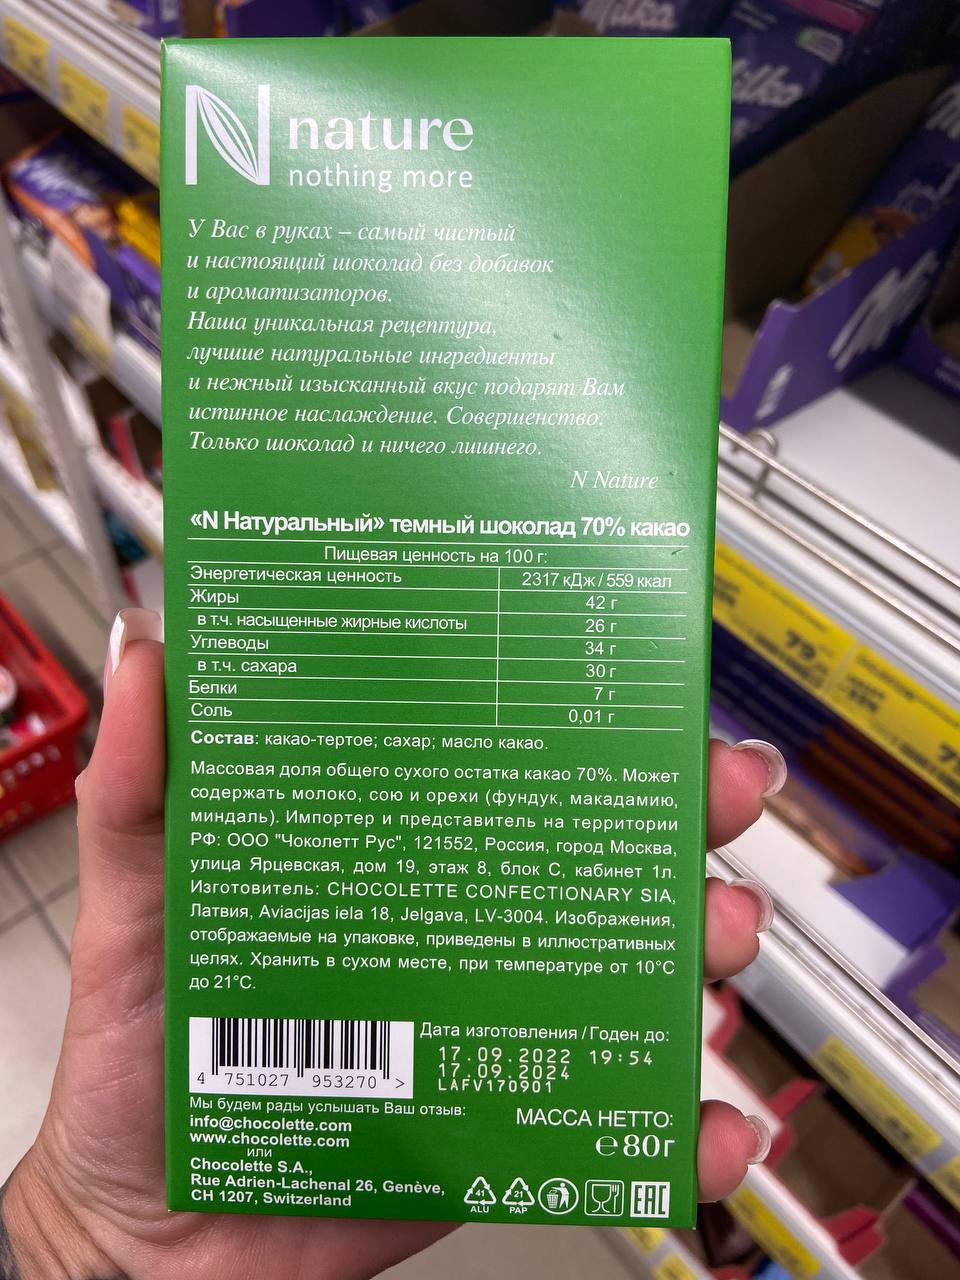 N nature
nothing more
У Вас в руках – самый чистый
и настоящий шоколад без добавок
и ароматизаторов.
Наша уникальная рецептура,
лучшие натуральные ингредиенты
и нежный изысканный вкус подарят Вам
истинное наслаждение. Совершенство.
Только шоколад и ничего лишнего.
N Nature
«N Натуральный» темный шоколад 70% какао
Пищевая ценность на 100 г:
Энергетическая ценность 2317 кДж / 559 ккал
Жиры 42 г
в т.ч. насыщенные жирные кислоты 26 г
Углеводы 34 г
в т.ч. сахара 30 г
Белки 7 г
Соль 0,01 г
Состав: какао-тертое; сахар; масло какао.
Массовая доля общего сухого остатка какао 70%. Может
содержать молоко, сою и орехи (фундук, макадамию,
миндаль). Импортер и представитель на территории
РФ: ООО "Чоколетт Рус", 121552, Россия, город Москва,
улица Ярцевская, дом 19, этаж 8, блок С, кабинет 1л.
Изготовитель: CHOCOLETTE CONFECTIONARY SIA,
Латвия, Aviacijas iela 18, Jelgava, LV-3004. Изображения,
отображаемые на упаковке, приведены в иллюстративных
целях. Хранить в сухом месте, при температуре от 10°C
до 21°C.
Дата изготовления / Годен до:
17.09.2022 19:54
17.09.2024
LAFV170901
4 751027 953270 >
Мы будем рады услышать Ваш отзыв:
info@chocolette.com
www.chocolette.com
или
Chocolette S.A.,
Rue Adrien-Lachenal 26, Genève,
CH 1207, Switzerland
МАССА НЕТТО:
℮80г
41 ALU
21 PAP
EAC
Milka